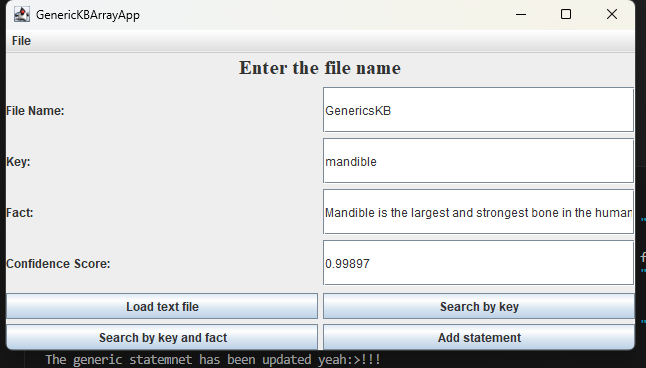 GenericKBArrayApp
File
Enter the file name
File Name: GenericsKB
Key: mandible
Fact: Mandible is the largest and strongest bone in the human
Confidence Score: 0.99897
Load text file Search by key
Search by key and fact Add statement
The generic statemnet has been updated yeah:>!!!